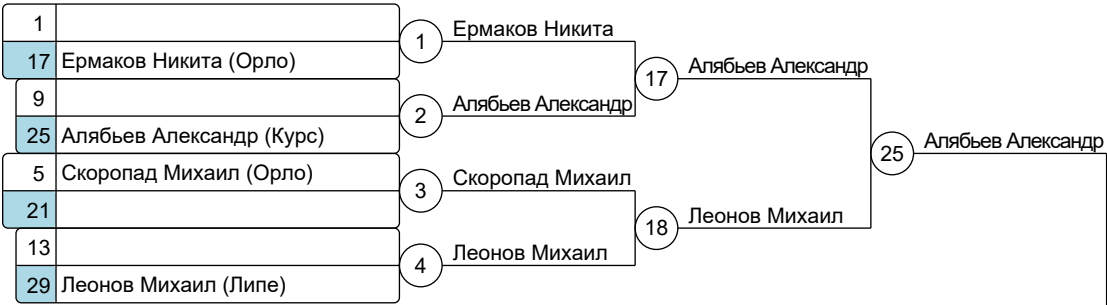 1
17 Ермаков Никита (Орло)
1 Ермаков Никита
9
25 Алябьев Александр (Курс)
2 Алябьев Александр
17 Алябьев Александр
5 Скоропад Михаил (Орло)
21
3 Скоропад Михаил
13
29 Леонов Михаил (Липе)
4 Леонов Михаил
18 Леонов Михаил
25 Алябьев Александр